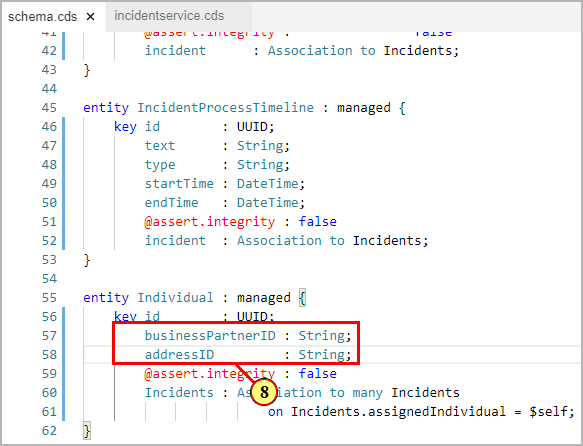 schema.cds × incidentservice.cds
41 @assert.integrity : false
42 incident : Association to Incidents;
43 }
44
45 entity IncidentProcessTimeline : managed {
46 key id : UUID;
47 text : String;
48 type : String;
49 startTime : DateTime;
50 endTime : DateTime;
51 @assert.integrity : false
52 incident : Association to Incidents;
53 }
54
55 entity Individual : managed {
56 key id : UUID;
57 businessPartnerID : String;
58 addressID : String;
59 @assert.integrity : false
60 Incidents : Association to many Incidents
8
61 on Incidents.assignedIndividual = $self;
62 }